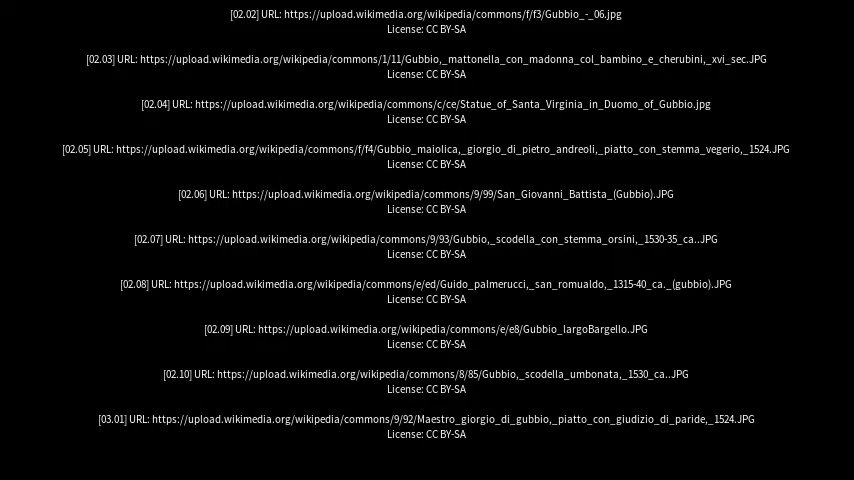 [02.02] URL: https://upload.wikimedia.org/wikipedia/commons/f/f3/Gubbio_-_06.jpg
License: CC BY-SA
[02.03] URL: https://upload.wikimedia.org/wikipedia/commons/1/11/Gubbio,_mattonella_con_madonna_col_bambino_e_cherubini,_xvi_sec.JPG
License: CC BY-SA
[02.04] URL: https://upload.wikimedia.org/wikipedia/commons/c/ce/Statue_of_Santa_Virginia_in_Duomo_of_Gubbio.jpg
License: CC BY-SA
[02.05] URL: https://upload.wikimedia.org/wikipedia/commons/f/f4/Gubbio_maiolica,_giorgio_di_pietro_andreoli,_piatto_con_stemma_vegerio,_1524.JPG
License: CC BY-SA
[02.06] URL: https://upload.wikimedia.org/wikipedia/commons/9/99/San_Giovanni_Battista_(Gubbio).JPG
License: CC BY-SA
[02.07] URL: https://upload.wikimedia.org/wikipedia/commons/9/93/Gubbio,_scodella_con_stemma_orsini,_1530-35_ca..JPG
License: CC BY-SA
[02.08] URL: https://upload.wikimedia.org/wikipedia/commons/e/ed/Guido_palmerucci,_san_romualdo,_1315-40_ca._(gubbio).JPG
License: CC BY-SA
[02.09] URL: https://upload.wikimedia.org/wikipedia/commons/e/e8/Gubbio_largoBargello.JPG
License: CC BY-SA
[02.10] URL: https://upload.wikimedia.org/wikipedia/commons/8/85/Gubbio,_scodella_umbonata,_1530_ca..JPG
License: CC BY-SA
[03.01] URL: https://upload.wikimedia.org/wikipedia/commons/9/92/Maestro_giorgio_di_gubbio,_piatto_con_giudizio_di_paride,_1524.JPG
License: CC BY-SA